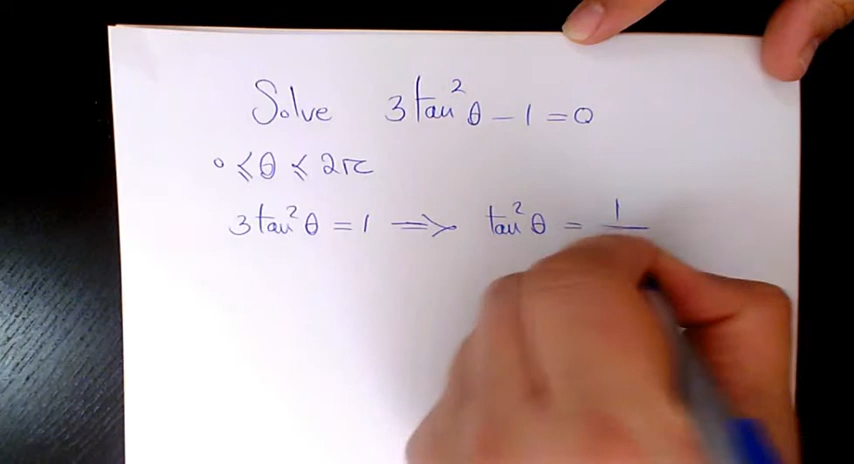 Solve 3tan²θ − 1 = 0
0 ⩽ θ ⩽ 2π
3tan²θ = 1 ⟹ tan²θ = 1